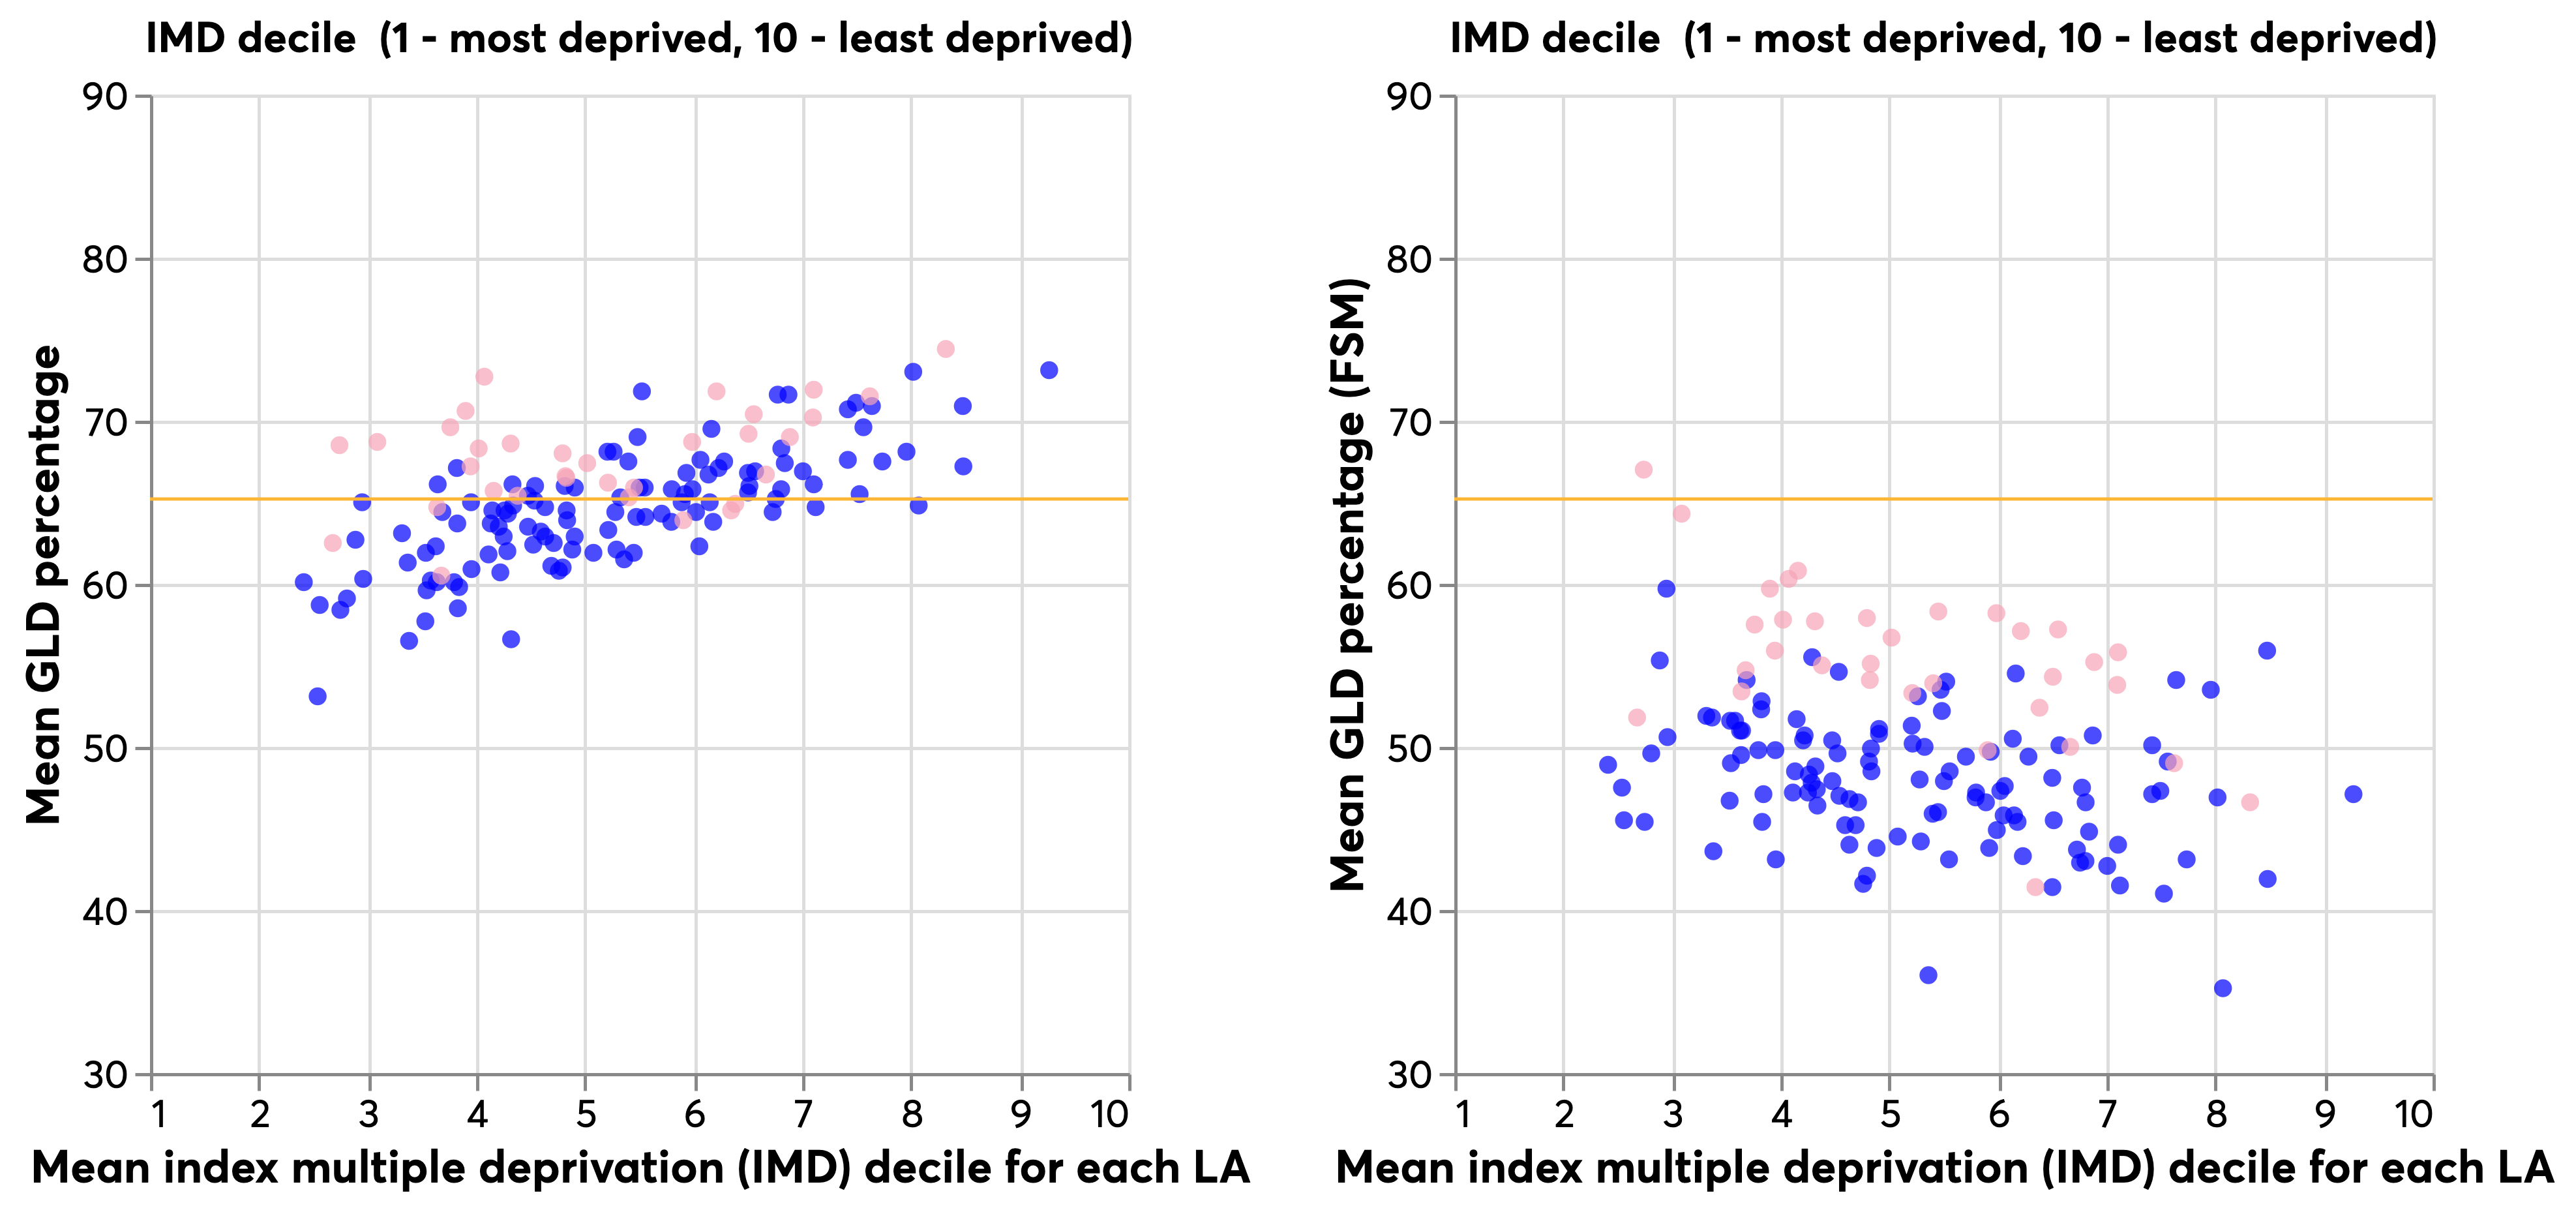 IMD decile  (1 - most deprived, 10 - least deprived)
90
80
70
60
50
40
30
Mean GLD percentage
1 2 3 4 5 6 7 8 9 10
Mean index multiple deprivation (IMD) decile for each LA
IMD decile  (1 - most deprived, 10 - least deprived)
90
80
70
60
50
40
30
Mean GLD percentage (FSM)
1 2 3 4 5 6 7 8 9 10
Mean index multiple deprivation (IMD) decile for each LA